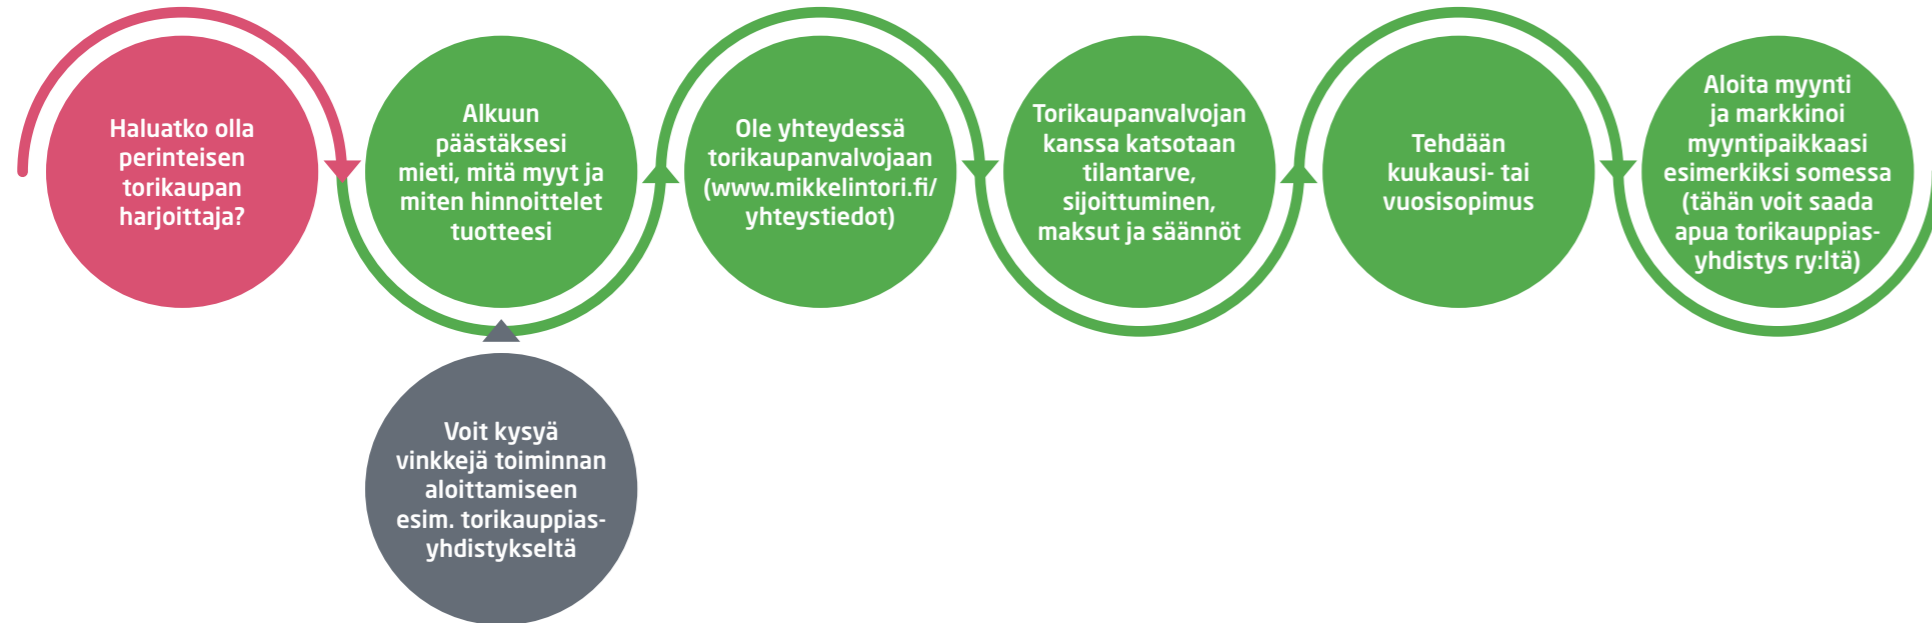 Haluatko olla
perinteisen
torikaupan
harjoittaja?
Alkuun
päästäksesi
mieti, mitä myyt ja
miten hinnoittelet
tuotteesi
Voit kysyä
vinkkejä toiminnan
aloittamiseen
esim. torikauppias-
yhdistykseltä
Ole yhteydessä
torikaupanvalvojaan
(www.mikkelintori.fi/
yhteystiedot)
Torikaupanvalvojan
kanssa katsotaan
tilantarve,
sijoittuminen,
maksut ja säännöt
Tehdään
kuukausi- tai
vuosisopimus
Aloita myynti
ja markkinoi
myyntipaikkaasi
esimerkiksi somessa
(tähän voit saada
apua torikauppias-
yhdistys ry:ltä)